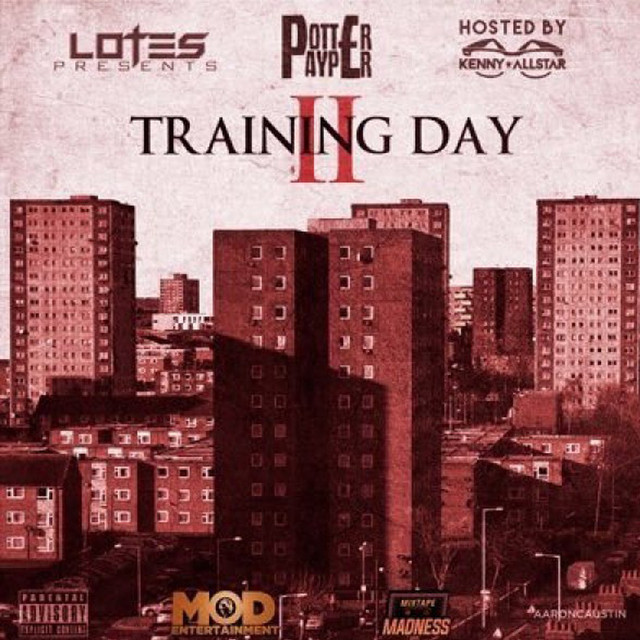 LOTES
PRESENTS
POTTER
PAYPER
HOSTED BY
KENNY ALLSTAR
II
TRAINING DAY
PARENTAL
ADVISORY
EXPLICIT CONTENT
MOD
ENTERTAINMENT
MIXTAPE
MADNESS
AARONCAUSTIN